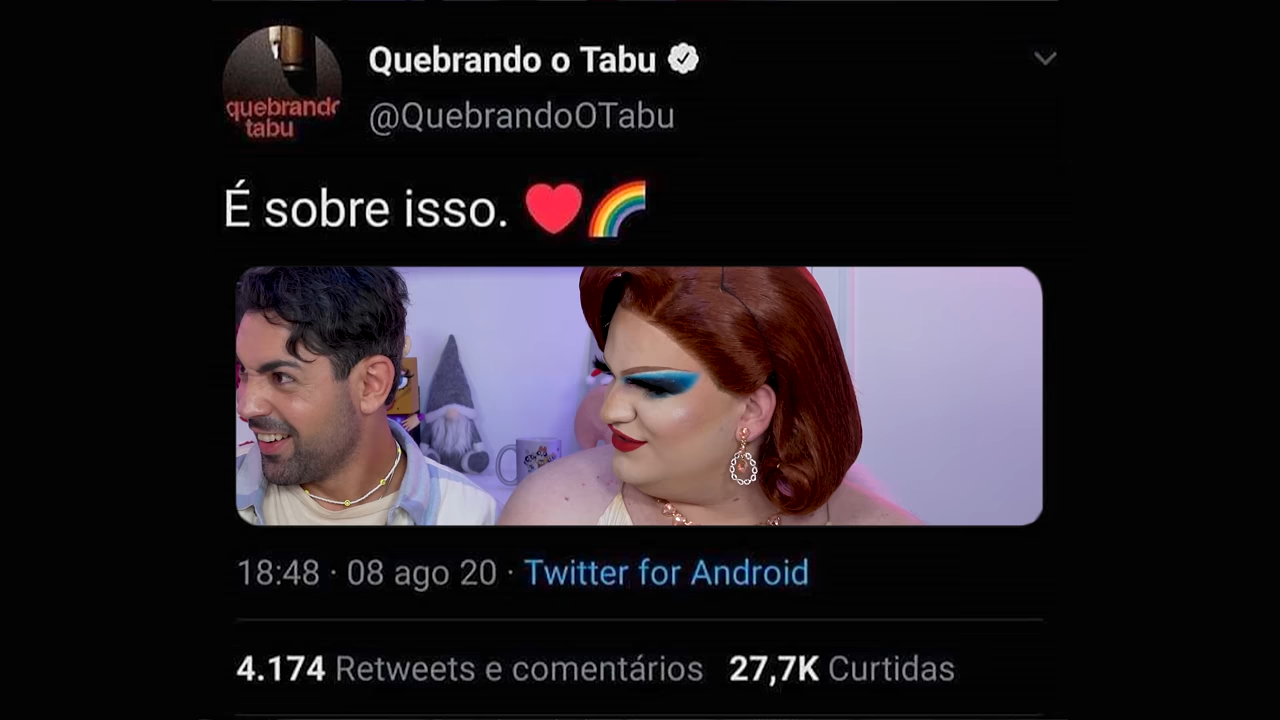 Quebrando o Tabu
@QuebrandoOTabu
quebrando
tabu
É sobre isso. ❤️🌈
18:48 · 08 ago 20 · Twitter for Android
4.174 Retweets e comentários 27,7K Curtidas